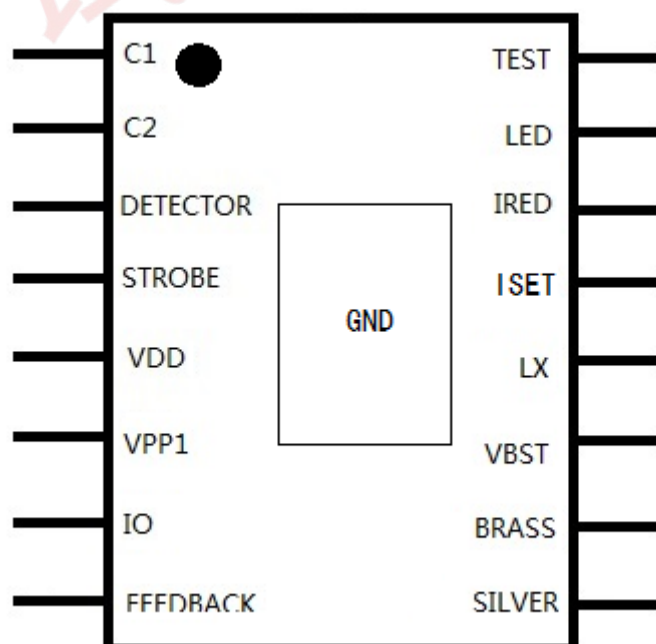 C1
TEST
C2
LED
DETECTOR
IRED
STROBE
ISET
GND
VDD
LX
VPP1
VBST
IO
BRASS
FEEDBACK
SILVER